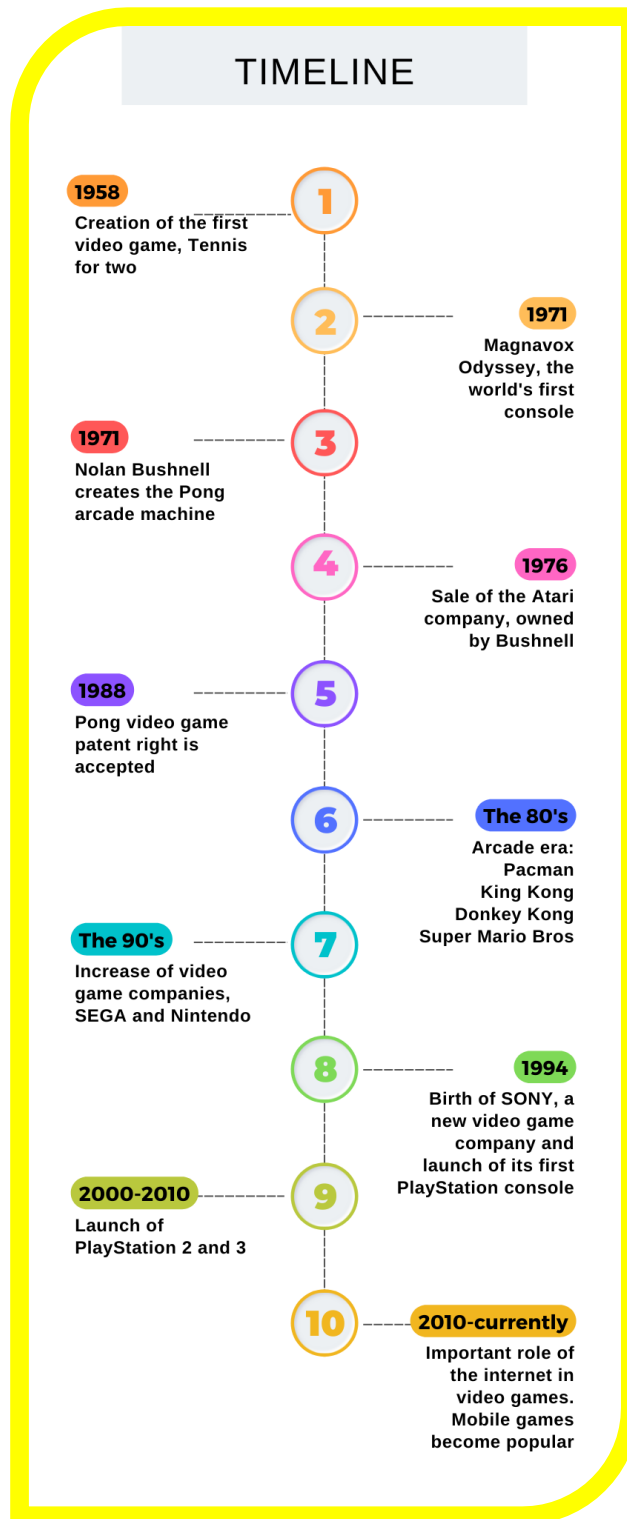 TIMELINE
1958
1
Creation of the first
video game, Tennis
for two
2
1971
Magnavox
Odyssey, the
world's first
console
1971
3
Nolan Bushnell
creates the Pong
arcade machine
4
1976
Sale of the Atari
company, owned
by Bushnell
1988
5
Pong video game
patent right is
accepted
6
The 80's
Arcade era:
Pacman
King Kong
Donkey Kong
Super Mario Bros
The 90's
7
Increase of video
game companies,
SEGA and Nintendo
8
1994
Birth of SONY, a
new video game
company and
launch of its first
PlayStation console
2000-2010
9
Launch of
PlayStation 2 and 3
10
2010-currently
Important role of
the internet in
video games.
Mobile games
become popular